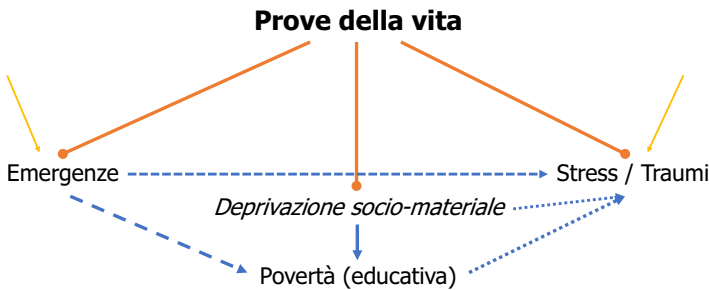 Prove della vita
Emergenze
Stress / Traumi
Deprivazione socio-materiale
Povertà (educativa)